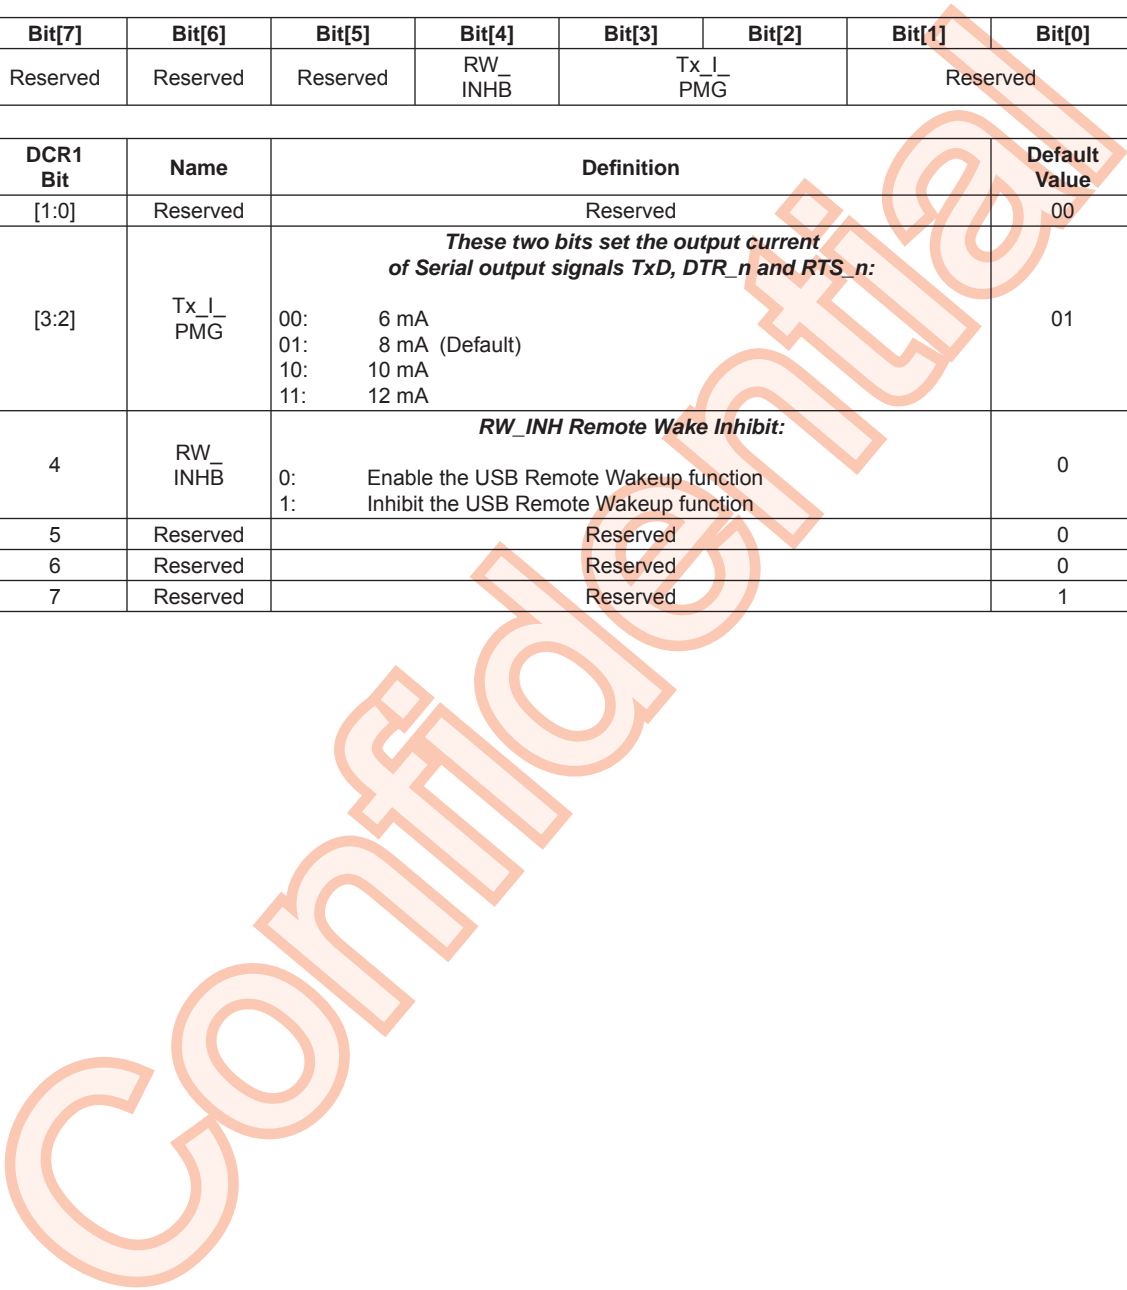 Bit[7] Bit[6] Bit[5] Bit[4] Bit[3] Bit[2] Bit[1] Bit[0]
Reserved Reserved Reserved RW_ INHB Tx_I_ PMG Reserved
DCR1 Bit Name Definition Default Value
[1:0] Reserved Reserved 00
[3:2] Tx_I_ PMG These two bits set the output current
of Serial output signals TxD, DTR_n and RTS_n:
00: 6 mA
01: 8 mA (Default)
10: 10 mA
11: 12 mA
01
4 RW_ INHB RW_INH Remote Wake Inhibit:
0: Enable the USB Remote Wakeup function
1: Inhibit the USB Remote Wakeup function
0
5 Reserved Reserved 0
6 Reserved Reserved 0
7 Reserved Reserved 1
Confidential